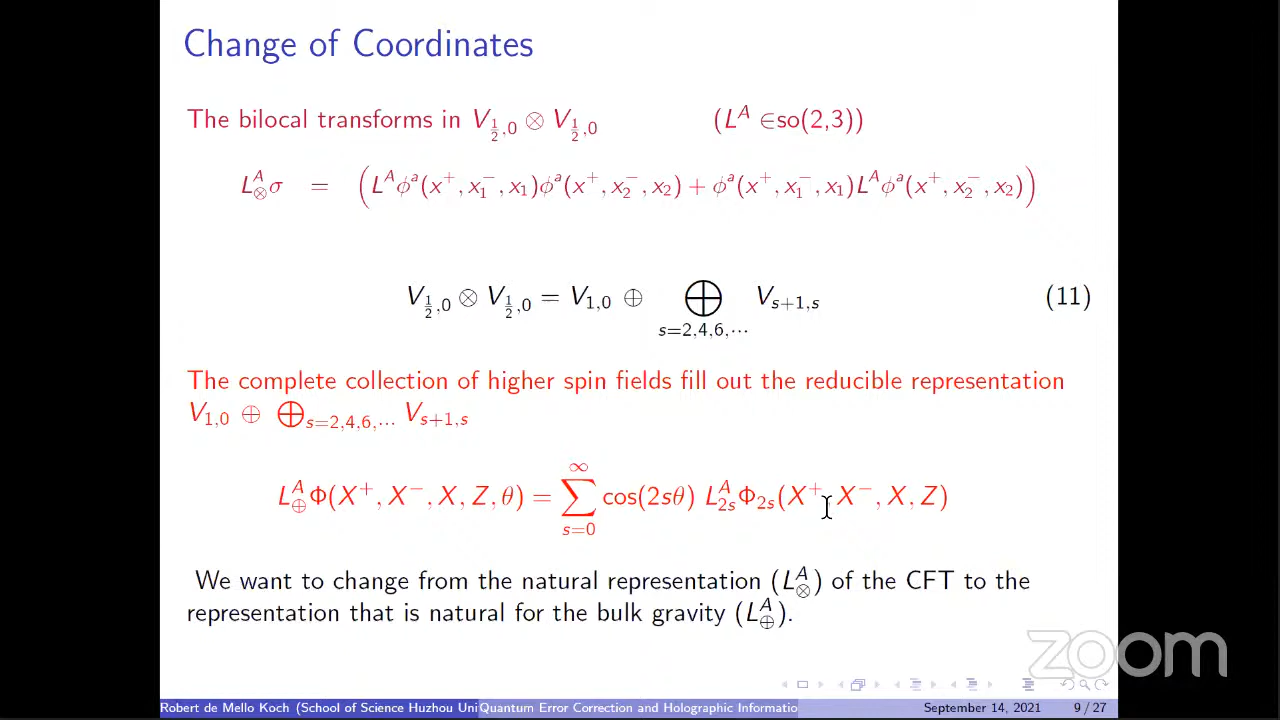 Change of Coordinates
The bilocal transforms in V_{\frac{1}{2},0} ⊗ V_{\frac{1}{2},0} (L^A ∈so(2,3))
L^A_⊗ σ = (L^A ϕ^a(x^+, x_1^-, x_1)ϕ^a(x^+, x_2^-, x_2) + ϕ^a(x^+, x_1^-, x_1)L^A ϕ^a(x^+, x_2^-, x_2))
V_{\frac{1}{2},0} ⊗ V_{\frac{1}{2},0} = V_{1,0} ⊕ ⨁_{s=2,4,6,⋯} V_{s+1,s} (11)
The complete collection of higher spin fields fill out the reducible representation
V_{1,0} ⊕ ⨁_{s=2,4,6,⋯} V_{s+1,s}
L^A_⊕ Φ(X^+, X^-, X, Z, θ) = ∑_{s=0}^{∞} cos(2sθ) L^A_{2s} Φ_{2s}(X^+, X^-, X, Z)
We want to change from the natural representation (L^A_⊗) of the CFT to the
representation that is natural for the bulk gravity (L^A_⊕).
zoom
Robert de Mello Koch (School of Science Huzhou Uni Quantum Error Correction and Holographic Informatio September 14, 2021 9 / 27